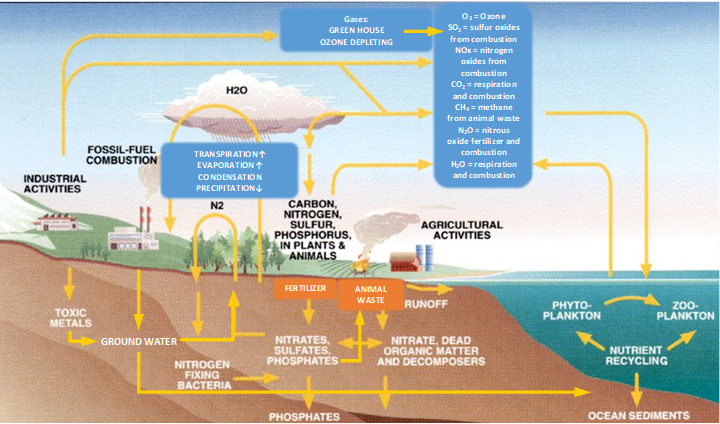 Gases:
GREEN HOUSE
OZONE DEPLETING
O₃ = Ozone
SO₂ = sulfur oxides
from combustion
NOx = nitrogen
oxides from
combustion
CO₂ = respiration
and combustion
CH₄ = methane
from animal waste
N₂O = nitrous
oxide fertilizer and
combustion
H₂O = respiration
and combustion
H2O
FOSSIL-FUEL
COMBUSTION
INDUSTRIAL
ACTIVITIES
TRANSPIRATION↑
EVAPORATION↑
CONDENSATION
PRECIPITATION↓
N2
CARBON,
NITROGEN,
SULFUR,
PHOSPHORUS,
IN PLANTS &
ANIMALS
AGRICULTURAL
ACTIVITIES
FERTILIZER
ANIMAL
WASTE
RUNOFF
TOXIC
METALS
GROUND WATER
NITRATES,
SULFATES,
PHOSPHATES
NITRATE, DEAD
ORGANIC MATTER
AND DECOMPOSERS
NITROGEN
FIXING
BACTERIA
PHOSPHATES
PHYTO-
PLANKTON
ZOO-
PLANKTON
NUTRIENT
RECYCLING
OCEAN SEDIMENTS